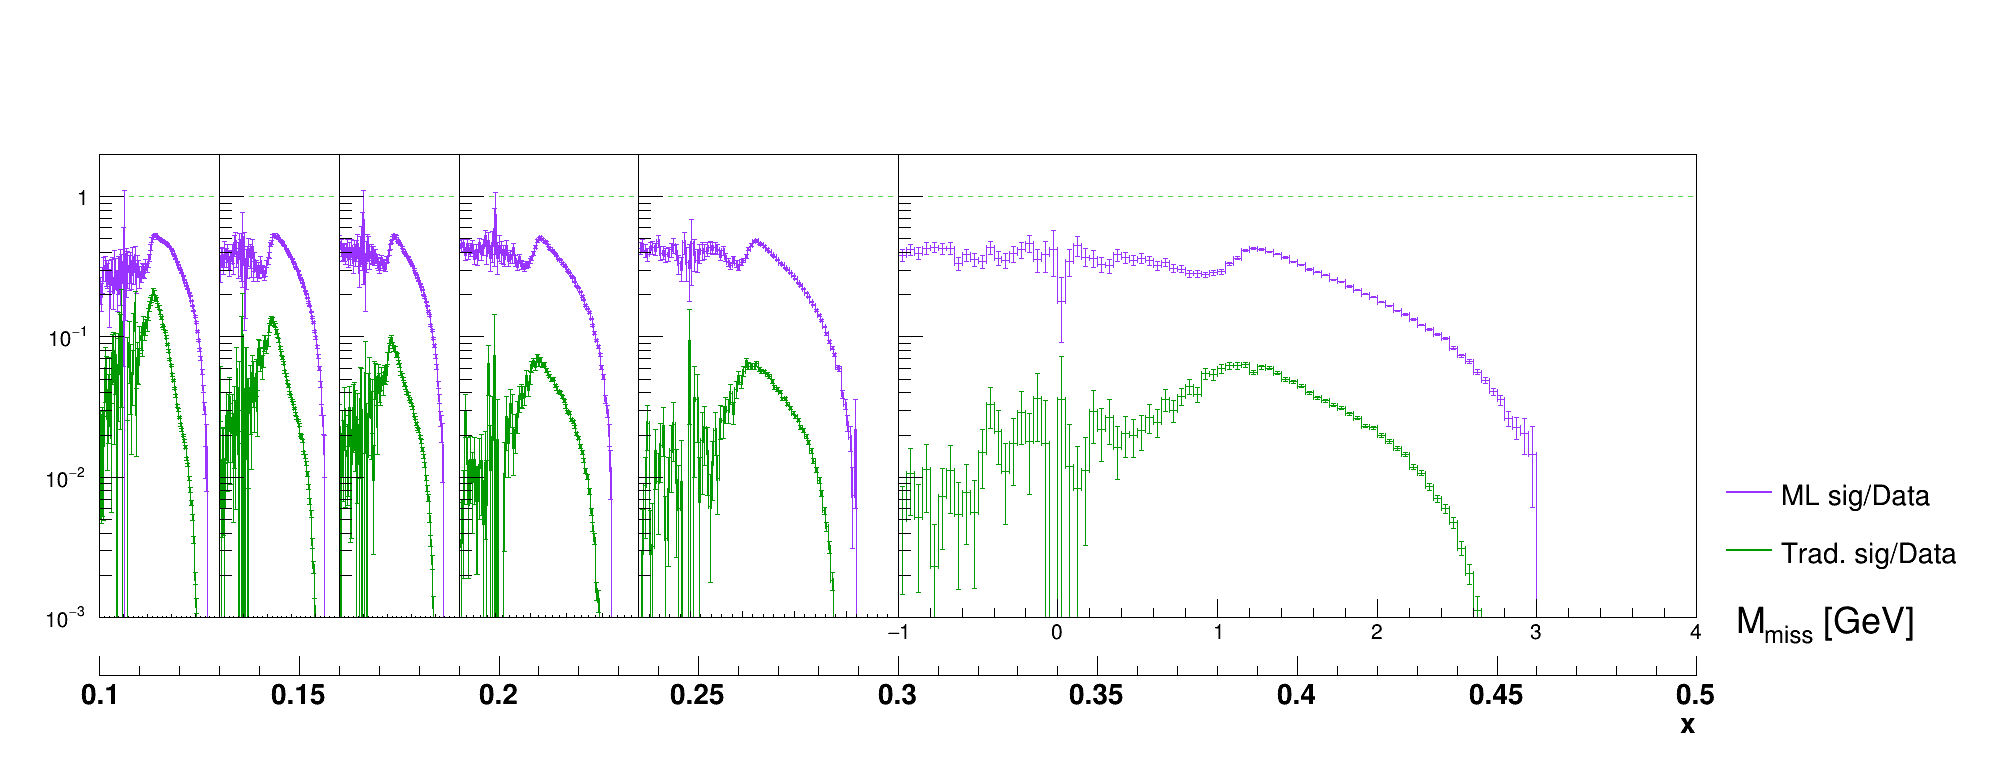 1
10⁻¹
10⁻²
10⁻³
ML sig/Data
Trad. sig/Data
−1 0 1 2 3 4
M_miss [GeV]
0.1 0.15 0.2 0.25 0.3 0.35 0.4 0.45 0.5
x